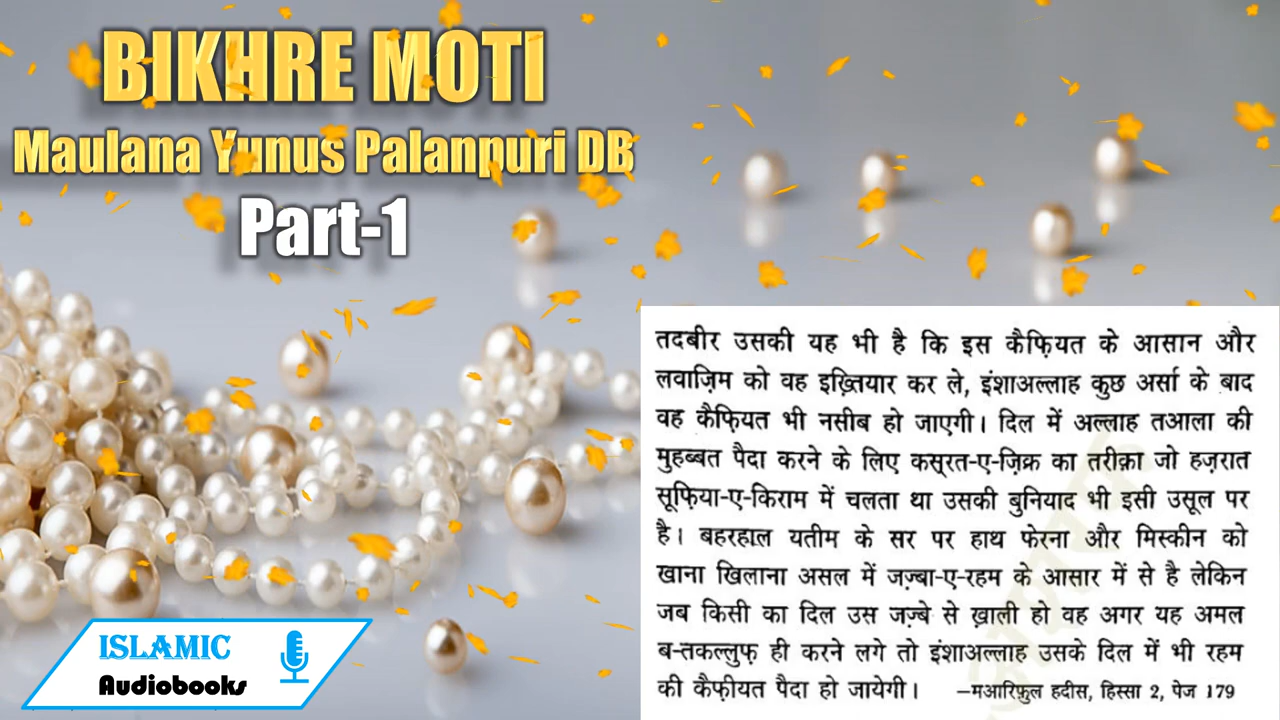 BIKHRE MOTI
Maulana Yunus Palanpuri DB
Part-1
तदबीर उसकी यह भी है कि इस कैफ़ियत के आसान और
लवाज़िम को वह इख़्तियार कर ले, इंशाअल्लाह कुछ अर्सा के बाद
वह कैफ़ियत भी नसीब हो जाएगी। दिल में अल्लाह तआला की
मुहब्बत पैदा करने के लिए कस्रत-ए-ज़िक्र का तरीक़ा जो हज़रात
सूफ़िया-ए-किराम में चलता था उसकी बुनियाद भी इसी उसूल पर
है। बहरहाल यतीम के सर पर हाथ फेरना और मिस्कीन को
खाना खिलाना असल में जज़्बा-ए-रहम के आसार में से है लेकिन
जब किसी का दिल उस जज़्बे से ख़ाली हो वह अगर यह अमल
ब-तकल्लुफ़ ही करने लगे तो इंशाअल्लाह उसके दिल में भी रहम
की कैफ़ीयत पैदा हो जायेगी। –मआरिफ़ुल हदीस, हिस्सा 2, पेज 179
ISLAMIC
Audiobooks